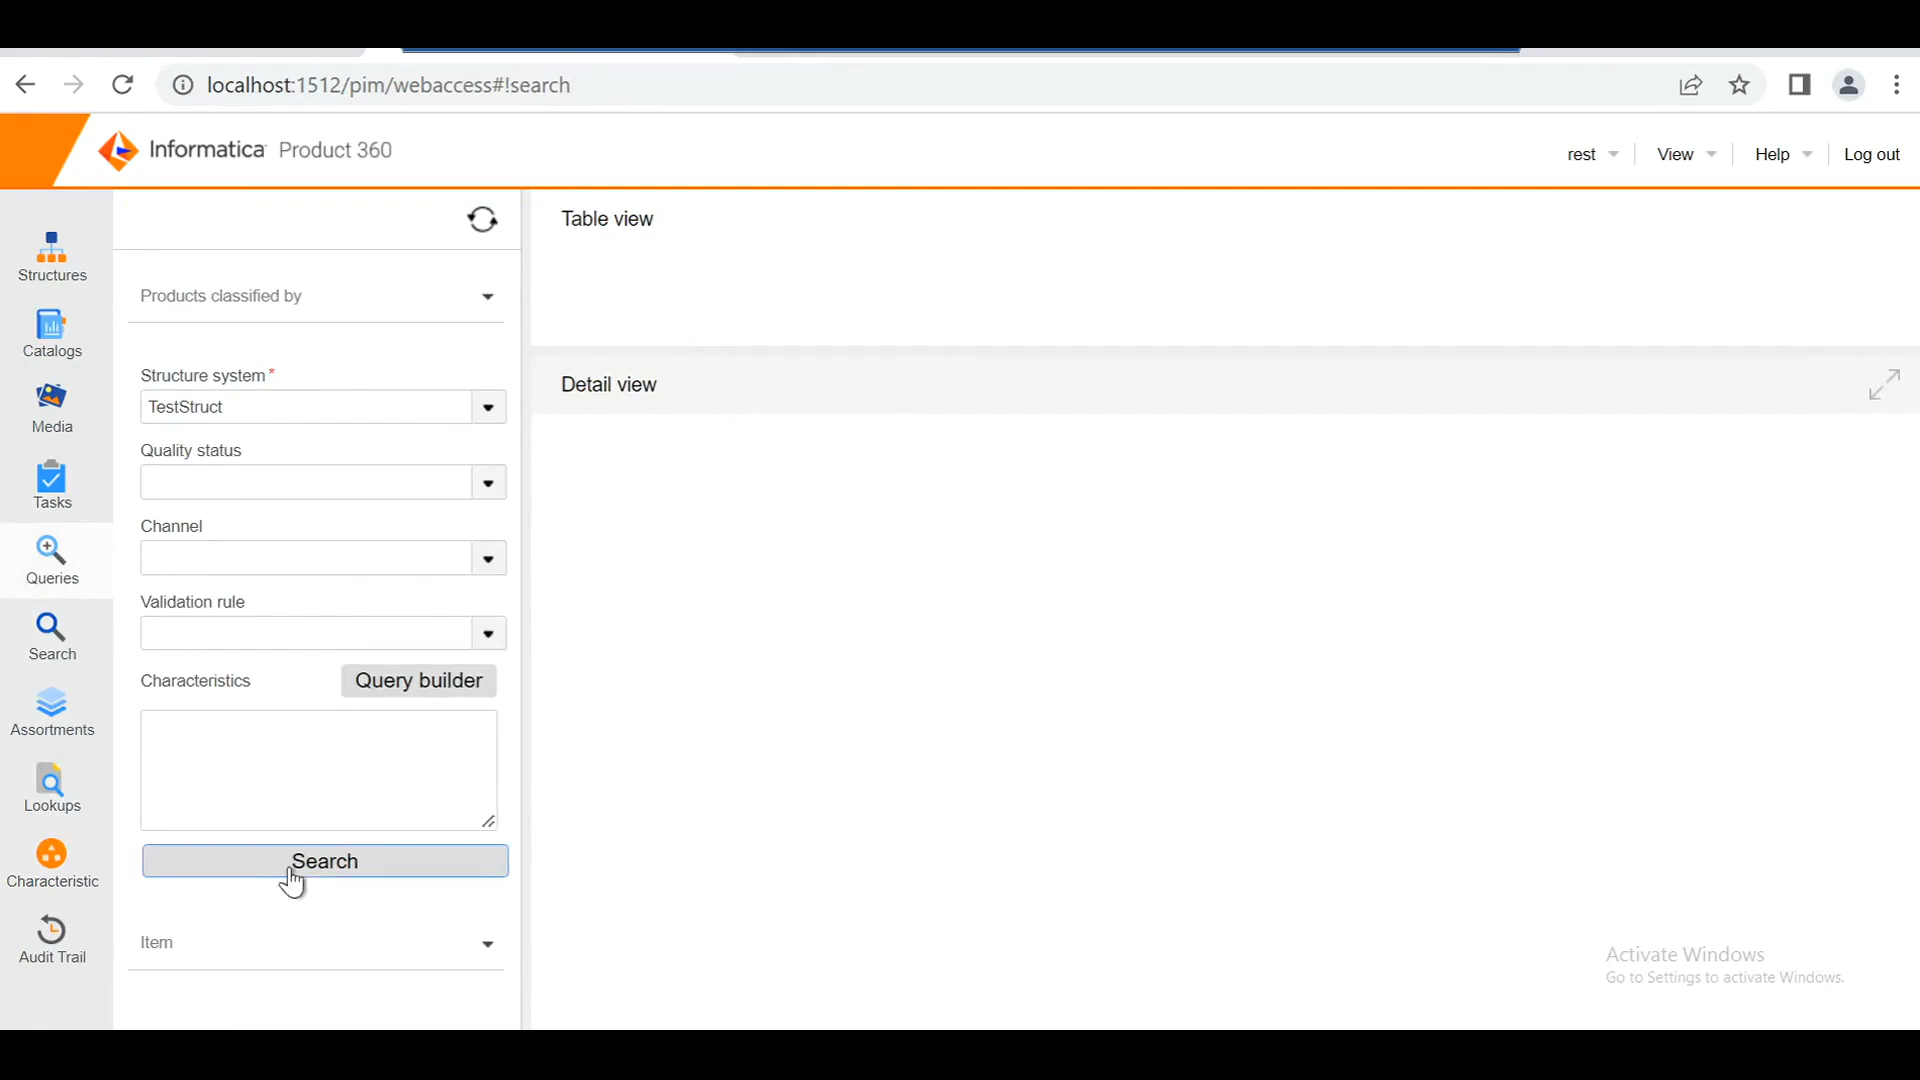 localhost:1512/pim/webaccess#!search
Informatica Product 360
rest
View
Help
Log out
Structures
Catalogs
Media
Tasks
Queries
Search
Assortments
Lookups
Characteristic
Audit Trail
Products classified by
Structure system*
TestStruct
Quality status
Channel
Validation rule
Characteristics
Query builder
Search
Item
Table view
Detail view
Activate Windows
Go to Settings to activate Windows.